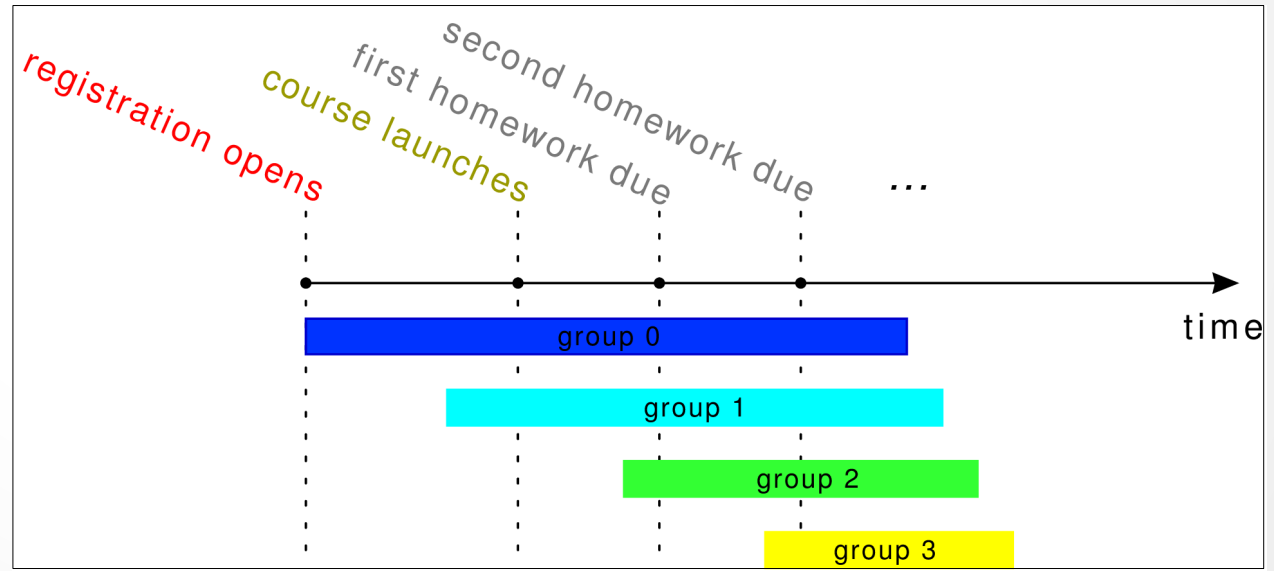 registration opens
course launches
first homework due
second homework due
...
time
group 0
group 1
group 2
group 3